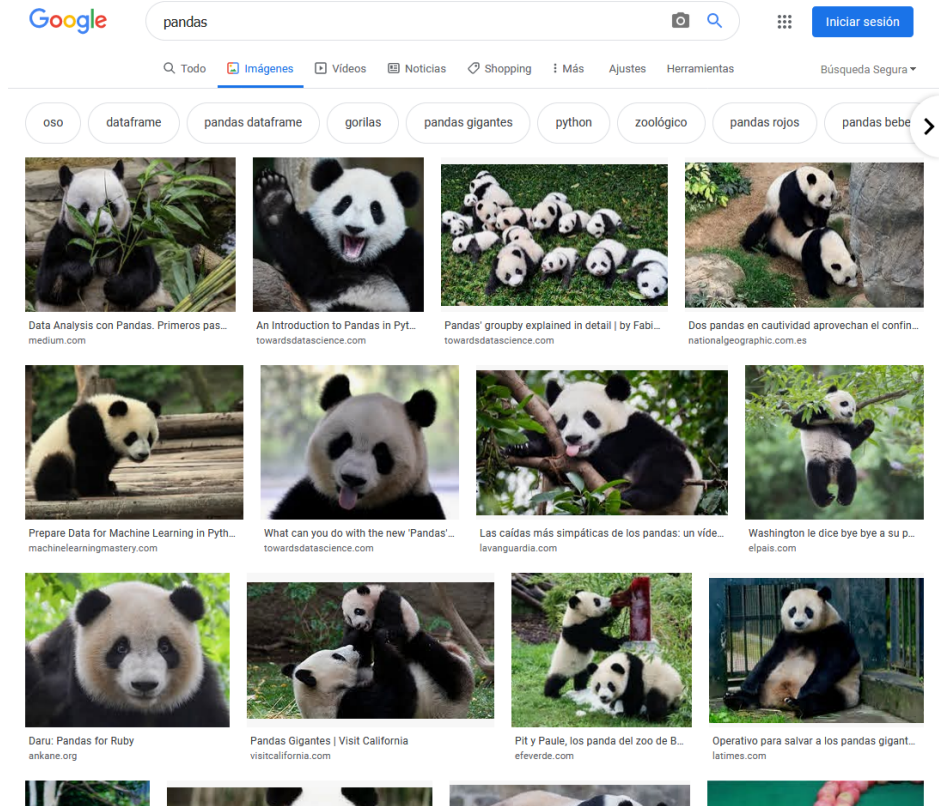 Google
pandas
Iniciar sesión
Todo
Imágenes
Vídeos
Noticias
Shopping
Más
Ajustes
Herramientas
Búsqueda Segura
oso
dataframe
pandas dataframe
gorilas
pandas gigantes
python
zoológico
pandas rojos
pandas bebe
Data Analysis con Pandas. Primeros pas...
medium.com
An Introduction to Pandas in Pyt...
towardsdatascience.com
Pandas' groupby explained in detail | by Fabi...
towardsdatascience.com
Dos pandas en cautividad aprovechan el confin...
nationalgeographic.com.es
Prepare Data for Machine Learning in Pyth...
machinelearningmastery.com
What can you do with the new 'Pandas'...
towardsdatascience.com
Las caídas más simpáticas de los pandas: un víde...
lavanguardia.com
Washington le dice bye bye a su p...
elpais.com
Daru: Pandas for Ruby
ankane.org
Pandas Gigantes | Visit California
visitcalifornia.com
Pit y Paule, los panda del zoo de B...
efeverde.com
Operativo para salvar a los pandas gigant...
latimes.com